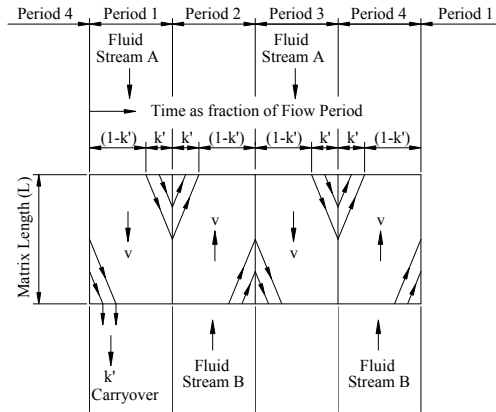 Period 4 Period 1 Period 2 Period 3 Period 4 Period 1
Fluid
Stream A
Fluid
Stream A
Time as fraction of Flow Period
(1-k') k' k' (1-k') (1-k') k' k' (1-k')
Matrix Length (L)
v v v v
k'
Carryover
Fluid
Stream B
Fluid
Stream B